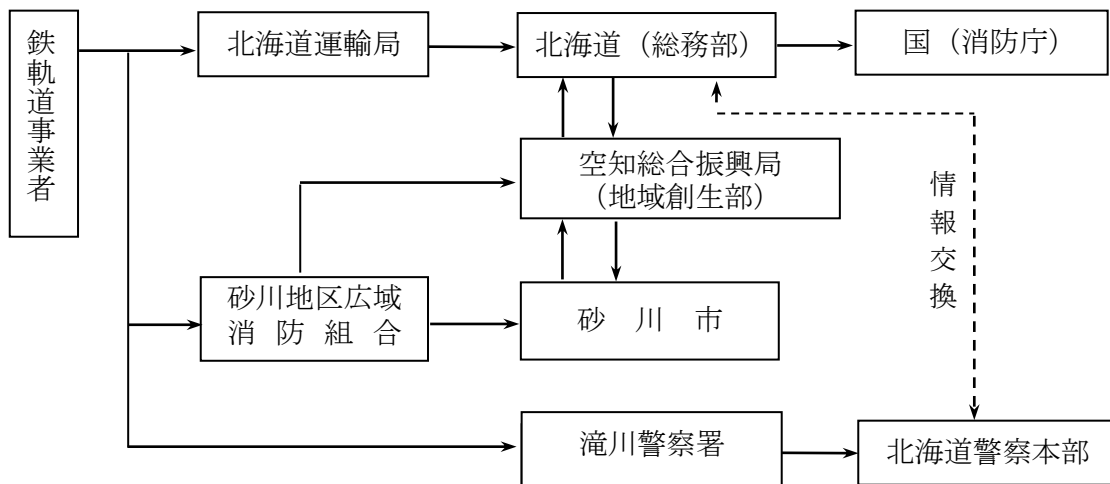 鉄軌道事業者
北海道運輸局
北海道（総務部）
国（消防庁）
空知総合振興局
（地域創生部）
情報交換
砂川地区広域
消防組合
砂川市
滝川警察署
北海道警察本部